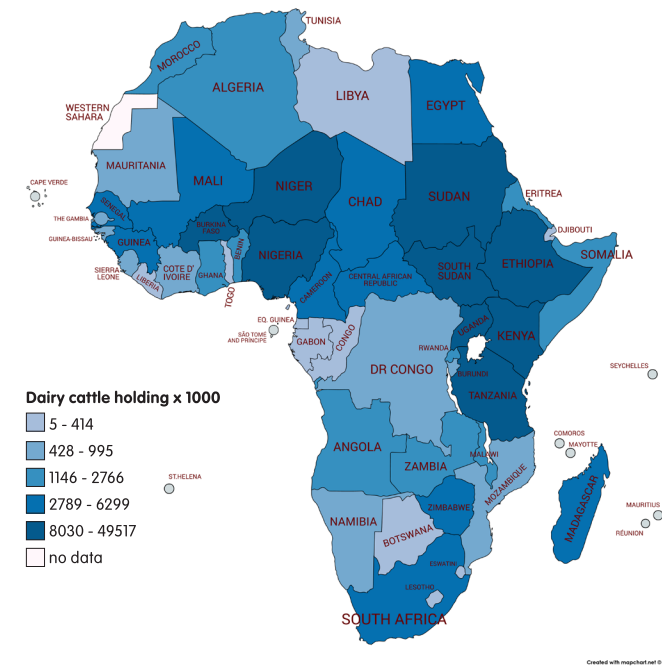 TUNISIA
MOROCCO
ALGERIA
LIBYA
EGYPT
WESTERN
SAHARA
MAURITANIA
MALI
NIGER
CHAD
SUDAN
ERITREA
CAPE VERDE
SENEGAL
THE GAMBIA
GUINEA-BISSAU
GUINEA
BURKINA
FASO
BENIN
NIGERIA
DJIBOUTI
SOMALIA
ETHIOPIA
SOUTH
SUDAN
SIERRA
LEONE
LIBERIA
COTE D'
IVOIRE
GHANA
TOGO
CAMEROON
CENTRAL AFRICAN
REPUBLIC
EQ. GUINEA
SÃO TOMÉ
AND PRINCIPE
GABON
CONGO
UGANDA
KENYA
RWANDA
BURUNDI
DR CONGO
TANZANIA
SEYCHELLES
Dairy cattle holding x 1000
5 - 414
428 - 995
1146 - 2766
2789 - 6299
8030 - 49517
no data
ANGOLA
ZAMBIA
MALAWI
MOZAMBIQUE
COMOROS
MAYOTTE
ST.HELENA
NAMIBIA
BOTSWANA
ZIMBABWE
MADAGASCAR
MAURITIUS
RÉUNION
ESWATINI
LESOTHO
SOUTH AFRICA
Created with mapchart.net ©